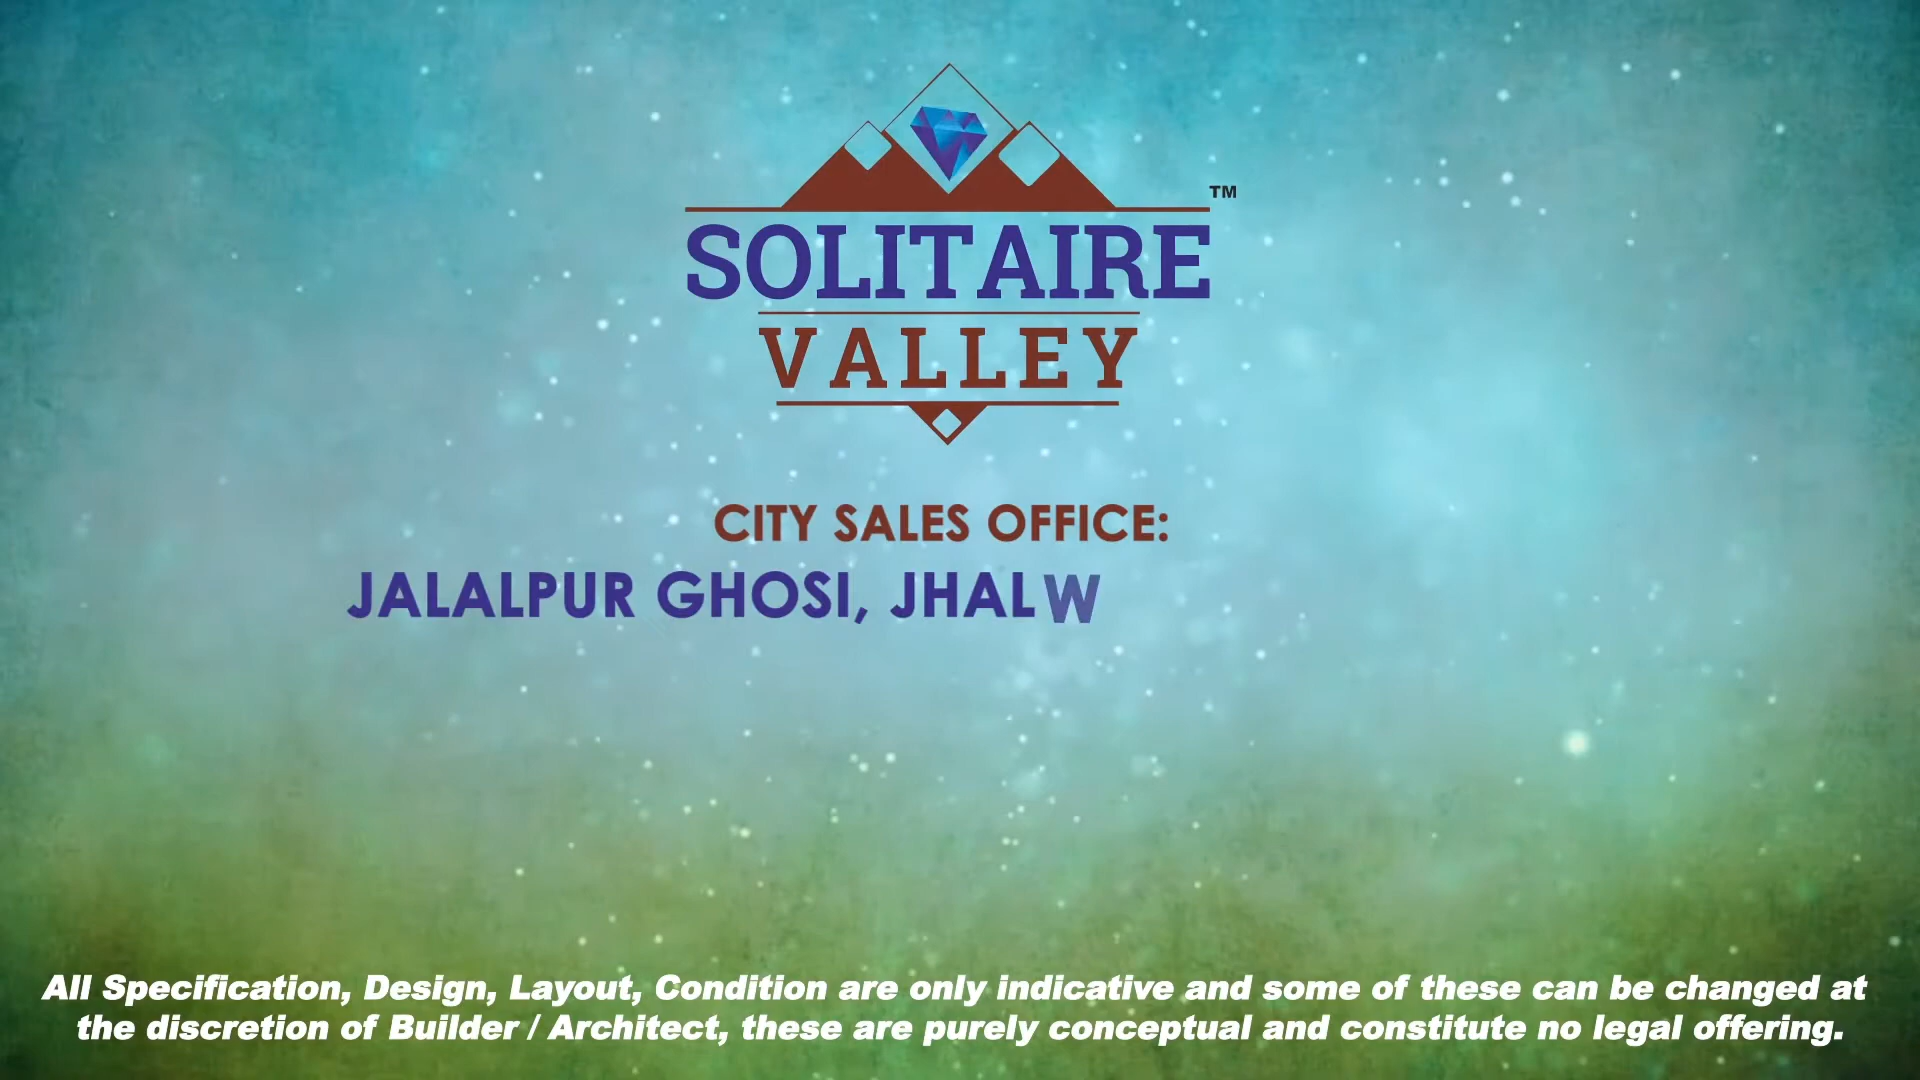 TM
SOLITAIRE
VALLEY
CITY SALES OFFICE:
JALALPUR GHOSI, JHALW
All Specification, Design, Layout, Condition are only indicative and some of these can be changed at
the discretion of Builder / Architect, these are purely conceptual and constitute no legal offering.